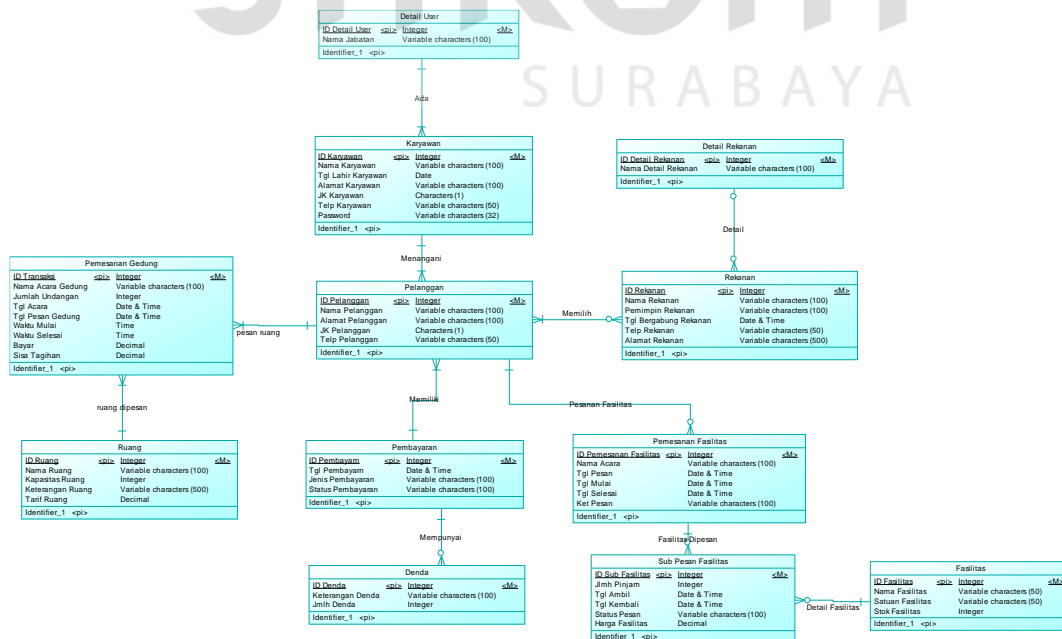 SURABAYA
Detail User
ID Detail User <pi> Integer <M>
Nama Jabatan Variable characters (100)
Identifier_1 <pi>
Ada
Karyawan
ID Karyawan <pi> Integer <M>
Nama Karyawan Variable characters (100)
Tgl Lahir Karyawan Date
Alamat Karyawan Variable characters (100)
JK Karyawan Characters (1)
Telp Karyawan Variable characters (50)
Password Variable characters (32)
Identifier_1 <pi>
Detail Rekanan
ID Detail Rekanan <pi> Integer <M>
Nama Detail Rekanan Variable characters (100)
Identifier_1 <pi>
Detail
Menangani
Pemesanan Gedung
ID Transaksi <pi> Integer <M>
Nama Acara Gedung Variable characters (100)
Jumlah Undangan Integer
Tgl Acara Date & Time
Tgl Pesan Gedung Date & Time
Waktu Mulai Time
Waktu Selesai Time
Bayar Decimal
Sisa Tagihan Decimal
Identifier_1 <pi>
pesan ruang
Pelanggan
ID Pelanggan <pi> Integer <M>
Nama Pelanggan Variable characters (100)
Alamat Pelanggan Variable characters (100)
JK Pelanggan Characters (1)
Telp Pelanggan Variable characters (50)
Identifier_1 <pi>
Memilih
Rekanan
ID Rekanan <pi> Integer <M>
Nama Rekanan Variable characters (100)
Pemimpin Rekanan Variable characters (100)
Tgl Bergabung Rekanan Date & Time
Telp Rekanan Variable characters (50)
Alamat Rekanan Variable characters (500)
Identifier_1 <pi>
ruang dipesan
Memilik
Pesanan Fasilitas
Ruang
ID Ruang <pi> Integer <M>
Nama Ruang Variable characters (100)
Kapasitas Ruang Integer
Keterangan Ruang Variable characters (500)
Tarif Ruang Decimal
Identifier_1 <pi>
Pembayaran
ID Pembayarn <pi> Integer <M>
Tgl Pembayarn Date & Time
Jenis Pembayaran Variable characters (100)
Status Pembayaran Variable characters (100)
Identifier_1 <pi>
Pemesanan Fasilitas
ID Pemesanan Fasilitas <pi> Integer <M>
Nama Acara Variable characters (100)
Tgl Pesan Date & Time
Tgl Mulai Date & Time
Tgl Selesai Date & Time
Ket Pesan Variable characters (100)
Identifier_1 <pi>
Mempunyai
Fasilitas Dipesan
Denda
ID Denda <pi> Integer <M>
Keterangan Denda Variable characters (100)
Jmlh Denda Integer
Identifier_1 <pi>
Sub Pesan Fasilitas
ID Sub Fasilitas <pi> Integer <M>
Jlmh Pinjam Integer
Tgl Ambil Date & Time
Tgl Kembali Date & Time
Status Pesan Variable characters (100)
Harga Fasilitas Decimal
Identifier_1 <pi>
Detail Fasilitas
Fasilitas
ID Fasilitas <pi> Integer <M>
Nama Fasilitas Variable characters (50)
Satuan Fasilitas Variable characters (50)
Stok Fasilitas Integer
Identifier_1 <pi>